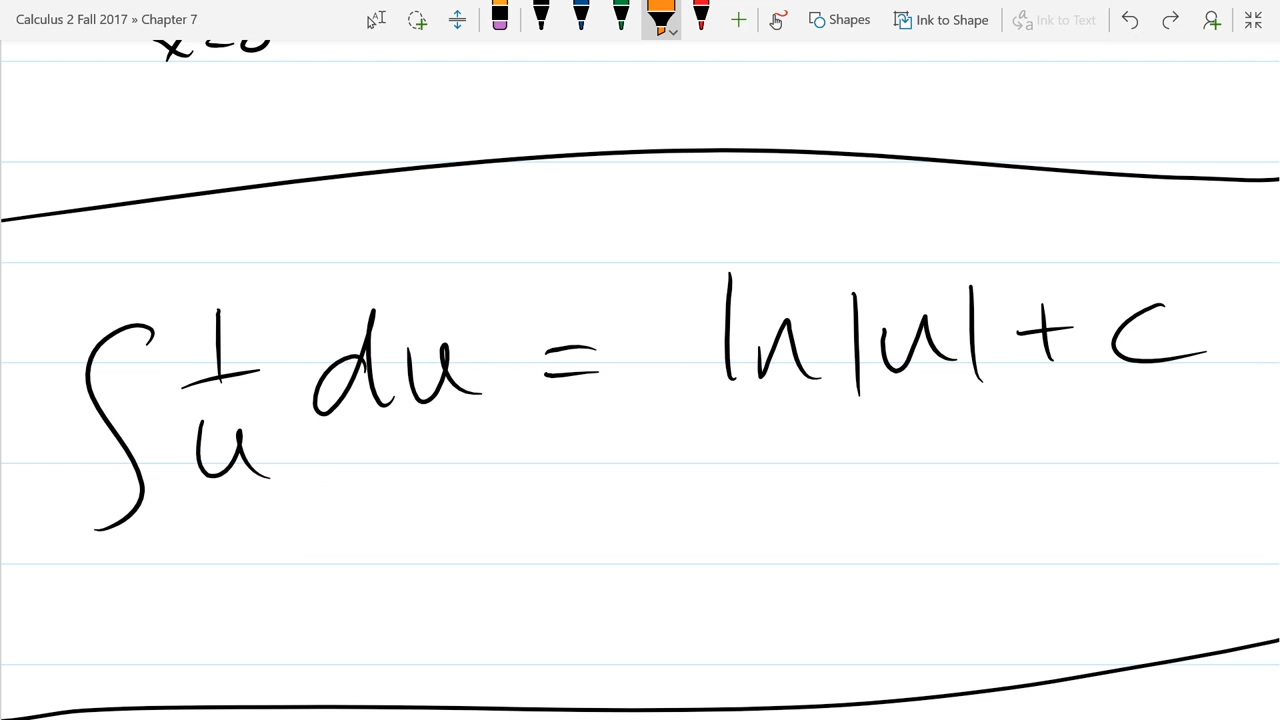 Calculus 2 Fall 2017 » Chapter 7
Shapes
Ink to Shape
Ink to Text
∫ 1/u du = ln|u| + c